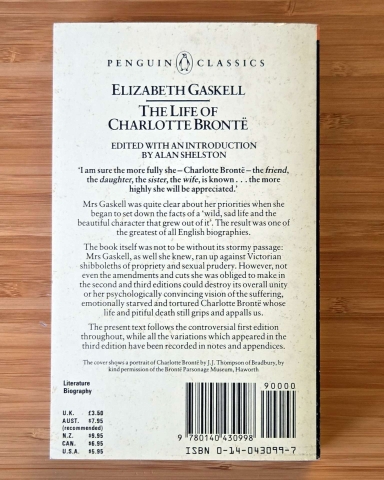 PENGUIN CLASSICS
ELIZABETH GASKELL
THE LIFE OF
CHARLOTTE BRONTË
EDITED WITH AN INTRODUCTION
BY ALAN SHELSTON
'I am sure the more fully she – Charlotte Brontë – the friend,
the daughter, the sister, the wife, is known . . . the more
highly she will be appreciated.'
Mrs Gaskell was quite clear about her priorities when she
began to set down the facts of a 'wild, sad life and the
beautiful character that grew out of it'. The result was one of
the greatest of all English biographies.
The book itself was not to be without its stormy passage:
Mrs Gaskell, as well she knew, ran up against Victorian
shibboleths of propriety and sexual prudery. However, not
even the amendments and cuts she was obliged to make in
the second and third editions could destroy its overall unity
or her psychologically convincing vision of the suffering,
emotionally starved and tortured Charlotte Brontë whose
life and pitiful death still grips and appalls us.
The present text follows the controversial first edition
throughout, while all the variations which appeared in the
third edition have been recorded in notes and appendices.
The cover shows a portrait of Charlotte Brontë by J.J. Thumpson of Bradbury, by
kind permission of the Brontë Parsonage Museum, Haworth
Literature
Biography
U.K. £3.50
AUST. $7.95
(recommended)
N.Z. $9.95
CAN. $6.95
U.S.A. $5.95
90000
9 780140 430998
ISBN 0-14-043099-7